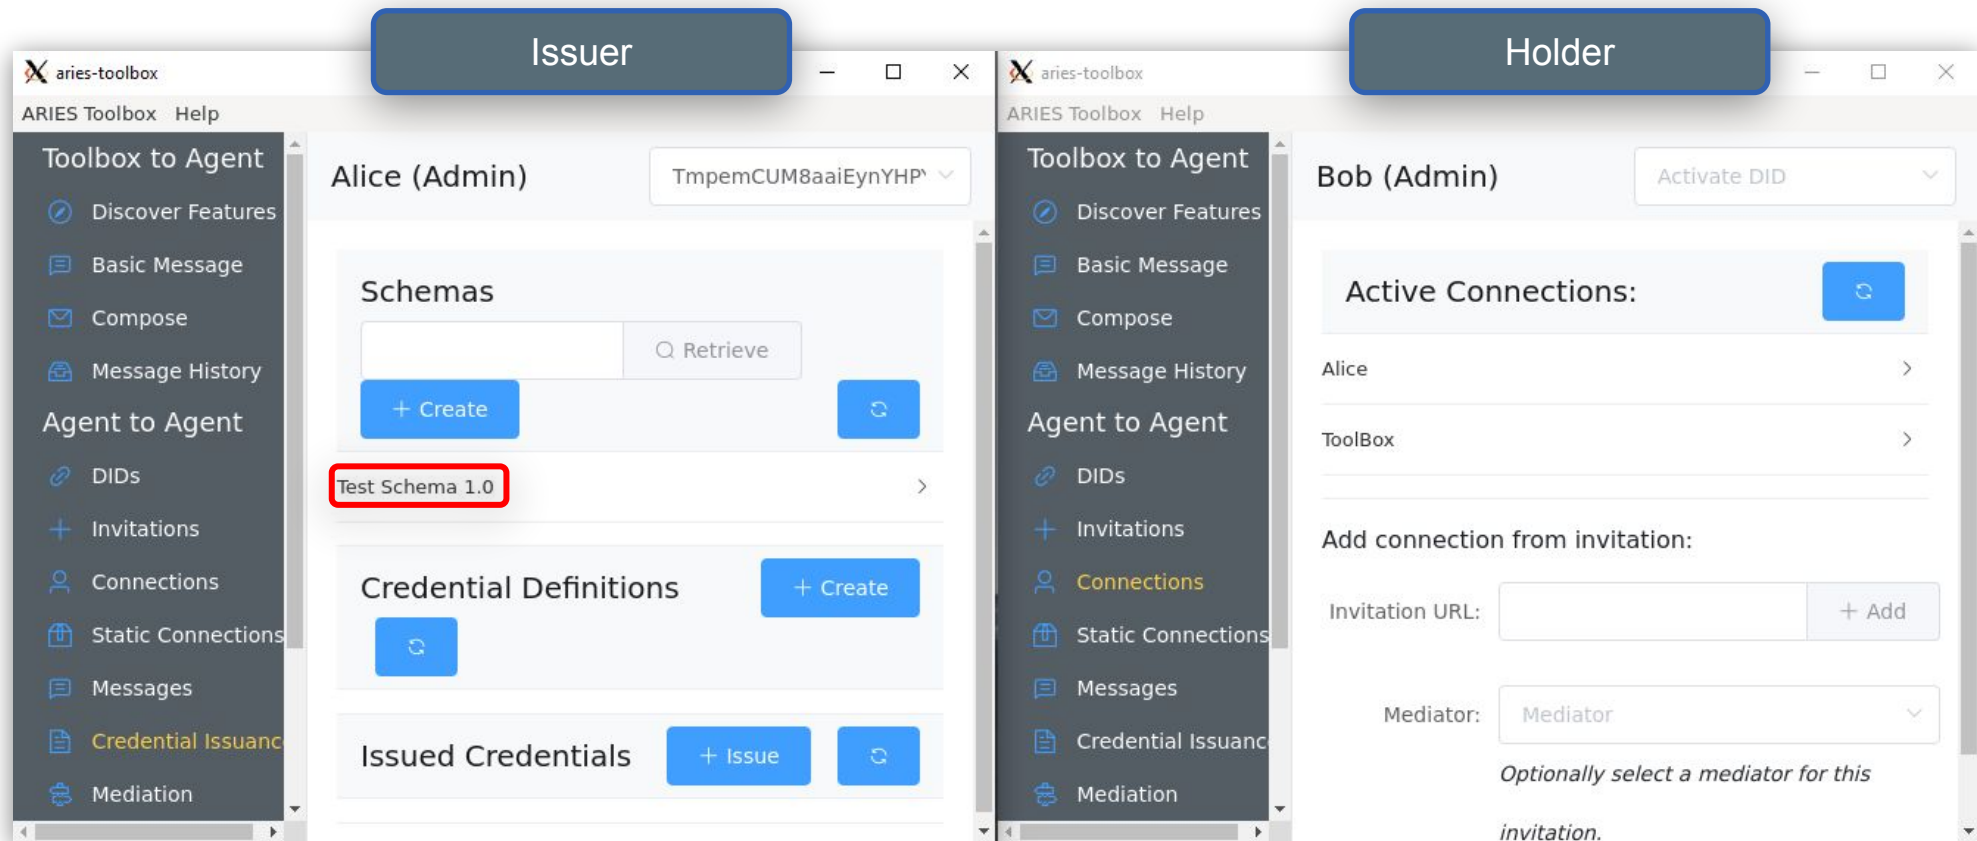 Issuer
Holder
aries-toolbox
ARIES Toolbox Help
Toolbox to Agent
Discover Features
Basic Message
Compose
Message History
Agent to Agent
DIDs
Invitations
Connections
Static Connections
Messages
Credential Issuanc
Mediation
Alice (Admin)
TmpemCUM8aaiEynYHP
Schemas
Retrieve
+ Create
Test Schema 1.0
Credential Definitions
+ Create
Issued Credentials
+ Issue
aries-toolbox
ARIES Toolbox Help
Toolbox to Agent
Discover Features
Basic Message
Compose
Message History
Agent to Agent
DIDs
Invitations
Connections
Static Connections
Messages
Credential Issuanc
Mediation
Bob (Admin)
Activate DID
Active Connections:
Alice
ToolBox
Add connection from invitation:
Invitation URL:
+ Add
Mediator:
Mediator
Optionally select a mediator for this
invitation.